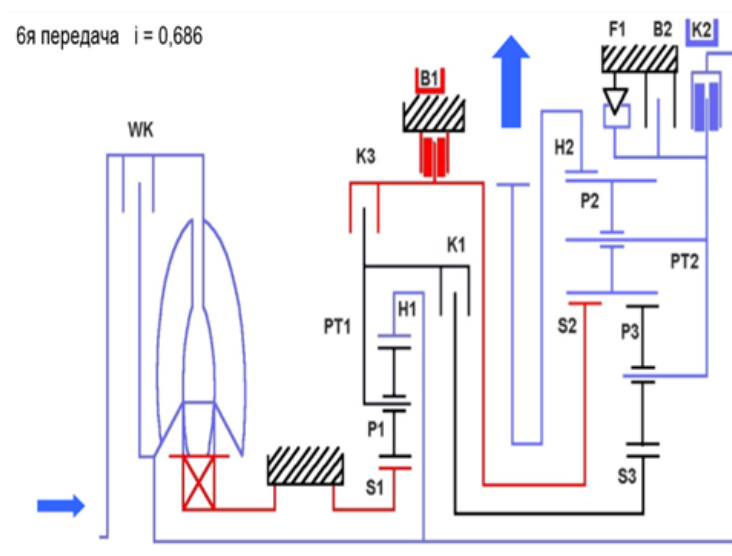 6я передача i = 0,686
F1 B2 K2
B1
WK
K3
H2
P2
K1
PT2
H1
PT1
S2
P3
P1
S1
S3